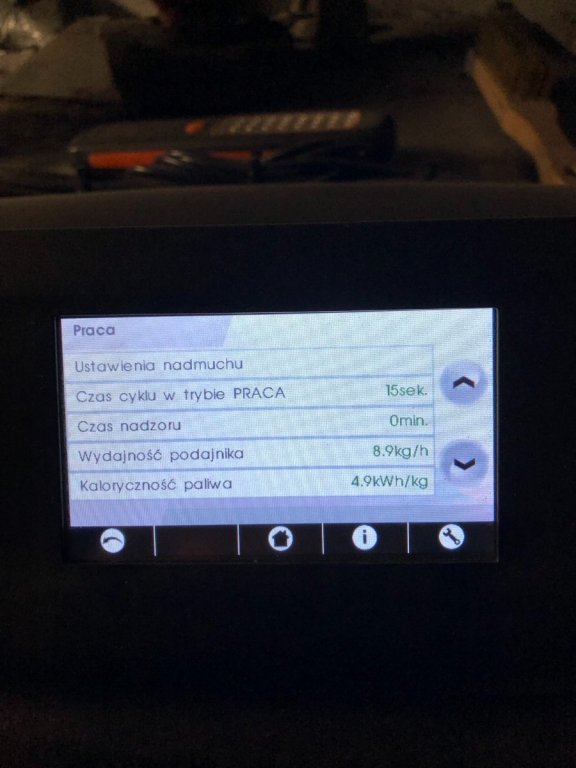 Praca
Ustawienia nadmuchu
Czas cyklu w trybie PRACA 15sek.
Czas nadzoru 0min.
Wydajność podajnika 8.9kg/h
Kaloryczność paliwa 4.9kWh/kg